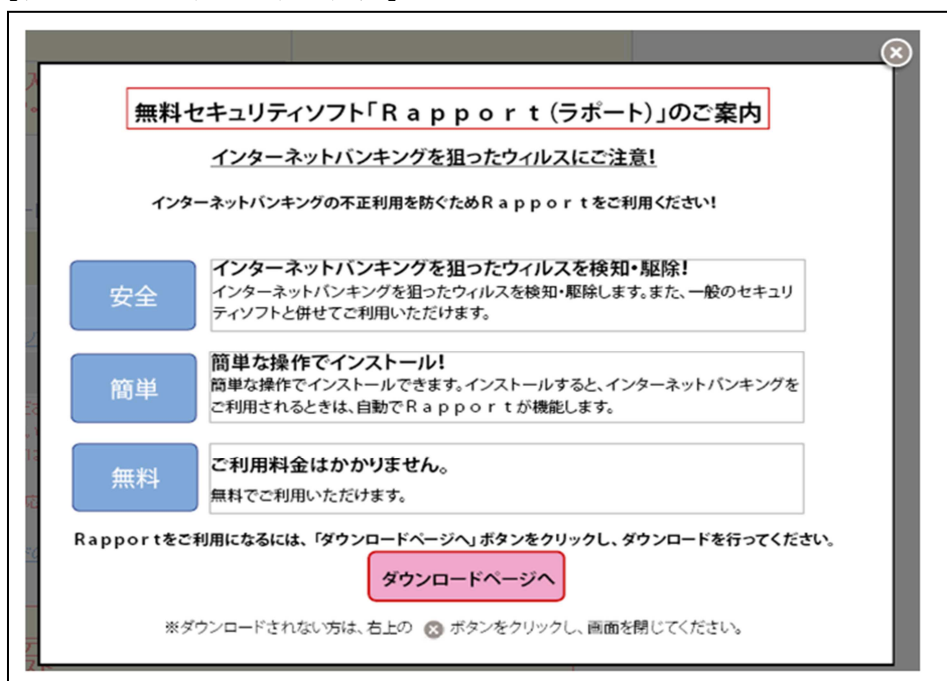 無料セキュリティソフト「Ｒａｐｐｏｒｔ（ラポート）」のご案内
インターネットバンキングを狙ったウィルスにご注意！
インターネットバンキングの不正利用を防ぐためＲａｐｐｏｒｔをご利用ください！
安全
インターネットバンキングを狙ったウィルスを検知・駆除！
インターネットバンキングを狙ったウィルスを検知・駆除します。また、一般のセキュリ
ティソフトと併せてご利用いただけます。
簡単
簡単な操作でインストール！
簡単な操作でインストールできます。インストールすると、インターネットバンキングを
ご利用されるときは、自動でＲａｐｐｏｒｔが機能します。
無料
ご利用料金はかかりません。
無料でご利用いただけます。
Ｒａｐｐｏｒｔをご利用になるには、「ダウンロードページへ」ボタンをクリックし、ダウンロードを行ってください。
ダウンロードページへ
※ダウンロードされない方は、右上の ボタンをクリックし、画面を閉じてください。